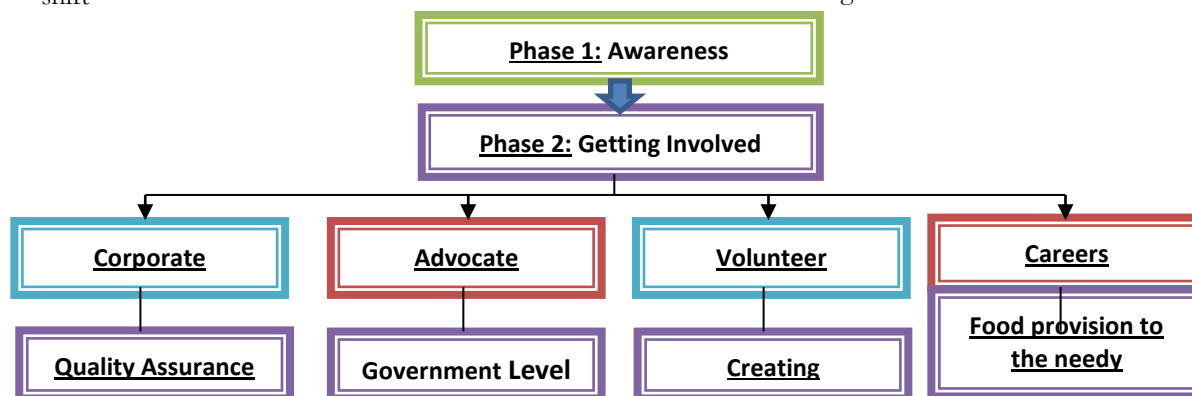 shift
Phase 1: Awareness
Phase 2: Getting Involved
Corporate
Advocate
Volunteer
Careers
Quality Assurance
Government Level
Creating
Food provision to
the needy